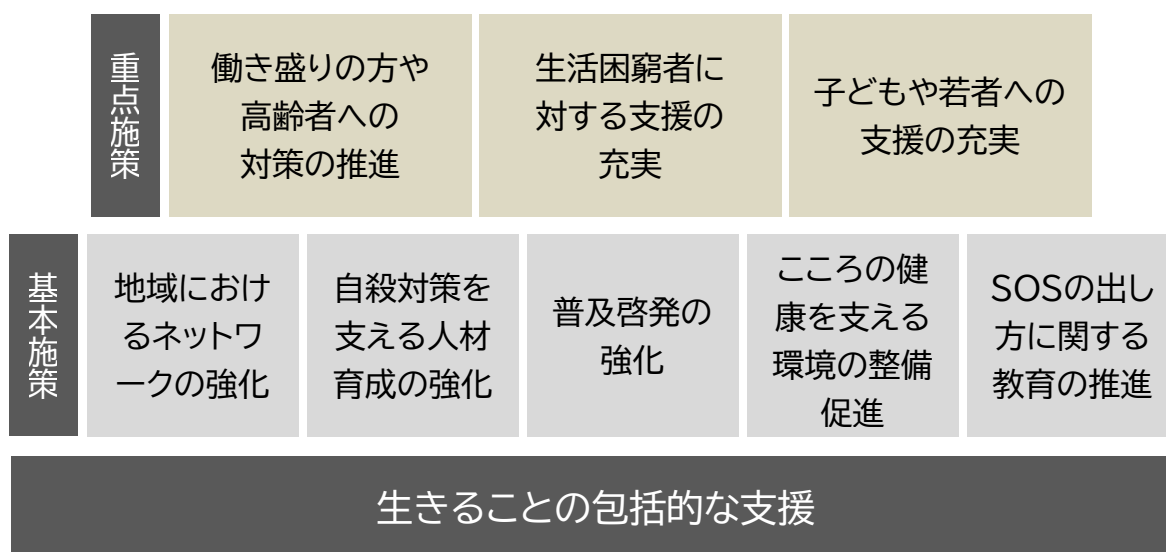 重点施策
働き盛りの方や
高齢者への
対策の推進
生活困窮者に
対する支援の
充実
子どもや若者への
支援の充実
基本施策
地域におけ
るネットワ
ークの強化
自殺対策を
支える人材
育成の強化
普及啓発の
強化
こころの健
康を支える
環境の整備
促進
SOSの出し
方に関する
教育の推進
生きることの包括的な支援